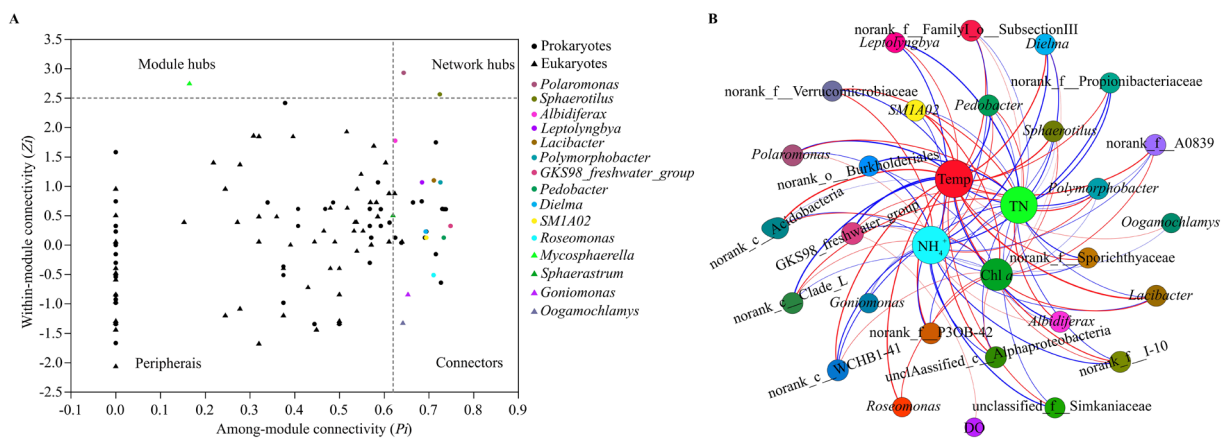 A
3.5
3.0
2.5
2.0
1.5
1.0
0.5
0.0
-0.5
-1.0
-1.5
-2.0
-2.5
Within-module connectivity (Zi)
Module hubs
Network hubs
Peripherais
Connectors
-0.1
0.0
0.1
0.2
0.3
0.4
0.5
0.6
0.7
0.8
0.9
Among-module connectivity (Pi)
Prokaryotes
Eukaryotes
Polaromonas
Sphaerotilus
Albidiferax
Leptolyngba
Lacibacter
Polymorphobacter
GKS98_freshwater_group
Pedobacter
Dielma
SM1A02
Roseomonas
Mycosphaerella
Sphaerastrum
Goniomonas
Oogamochlamys
B
norank_f__FamilyI_o__SubsectionIII
Leptolyngbya
Dielma
norank_f__Verrucomicrobiaceae
norank_f__Propionibacteriaceae
SM1A02
Pedobacter
Sphaerotilus
norank_f__A0839
Polaromonas
norank_o__Burkholderiales
Temp
Polymorphobacter
TN
norank_c__Acidobacteria
GKS98_freshwater_group
Oogamochlamys
NH4+
norank_f__Sporichthyaceae
Chl a
norank_c__Clade_L
Goniomonas
Lacibacter
Albidiferax
norank_f__P3OB-42
norank_c__WCHB1-41
unclAassified_c__Alphaproteobacteria
norank_f__I-10
Roseomonas
unclassified_f__Simkaniaceae
DO